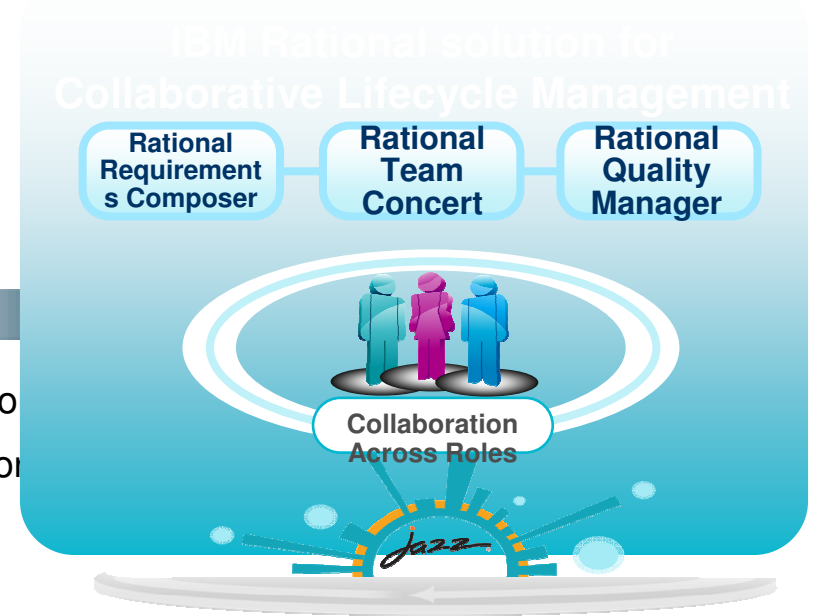 IBM Rational solution for
Collaborative Lifecycle Management
Rational
Requirement
s Composer
Rational
Team
Concert
Rational
Quality
Manager
Collaboration
Across Roles
Jazz